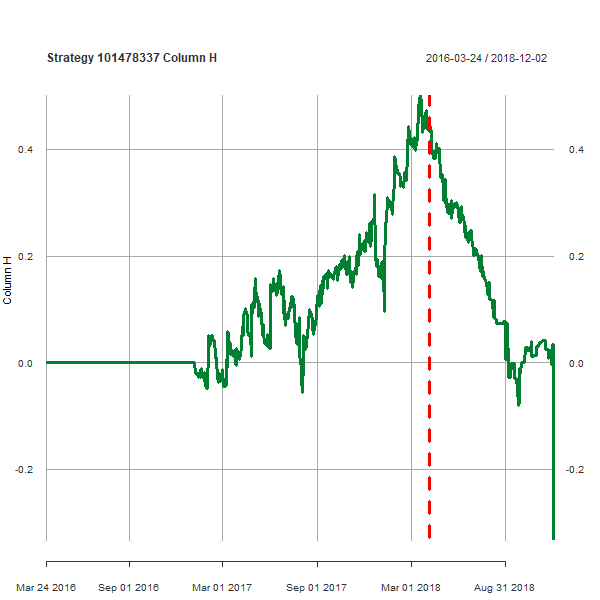 Strategy 101478337 Column H
2016-03-24 / 2018-12-02
0.4
0.4
0.2
0.2
Column H
0.0
0.0
-0.2
-0.2
Mar 24 2016
Sep 01 2016
Mar 01 2017
Sep 01 2017
Mar 01 2018
Aug 31 2018